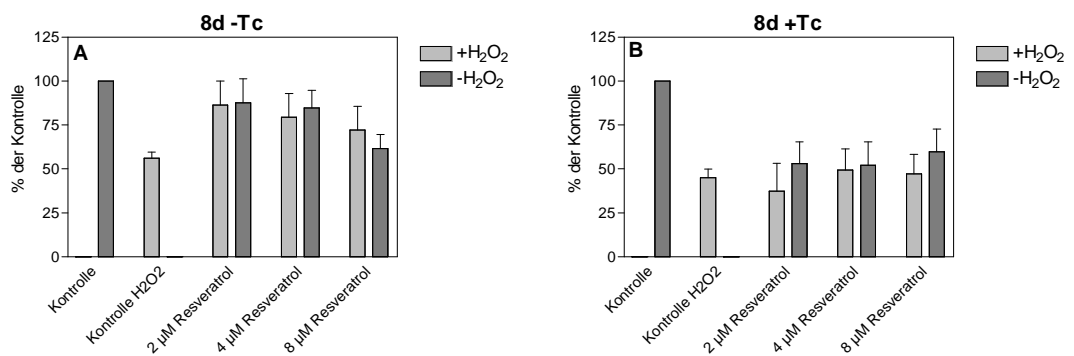 8d -Tc
A
+H₂O₂
-H₂O₂
% der Kontrolle
125
100
75
50
25
0
Kontrolle
Kontrolle H2O2
2 µM Resveratrol
4 µM Resveratrol
8 µM Resveratrol
8d +Tc
B
+H₂O₂
-H₂O₂
% der Kontrolle
125
100
75
50
25
0
Kontrolle
Kontrolle H2O2
2 µM Resveratrol
4 µM Resveratrol
8 µM Resveratrol